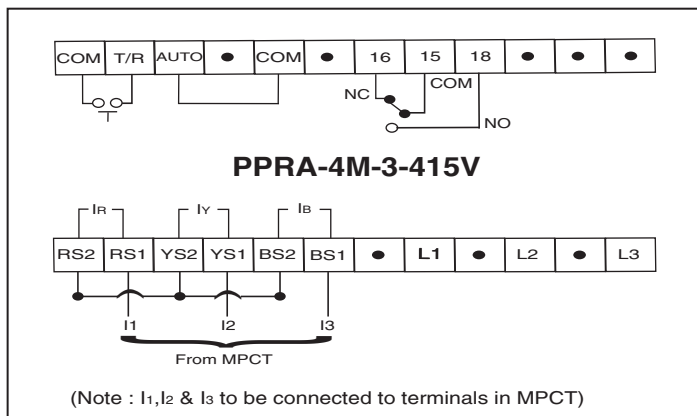 COM T/R AUTO ● COM ● 16 15 18 ● ● ●
NC COM
NO
PPRA-4M-3-415V
IR IY IB
RS2 RS1 YS2 YS1 BS2 BS1 ● L1 ● L2 ● L3
I1 I2 I3
From MPCT
(Note : I1,I2 & I3 to be connected to terminals in MPCT)